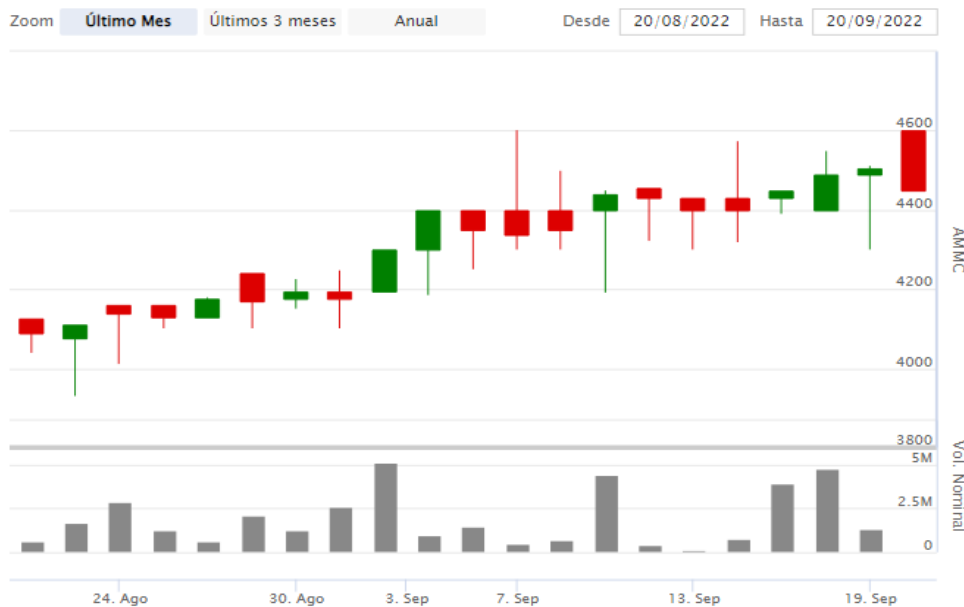 Zoom Último Mes Últimos 3 meses Anual Desde 20/08/2022 Hasta 20/09/2022
4600
4400
4200
4000
3800
AMMC
5M
2.5M
0
Vol. Nominal
24. Ago 30. Ago 3. Sep 7. Sep 13. Sep 19. Sep